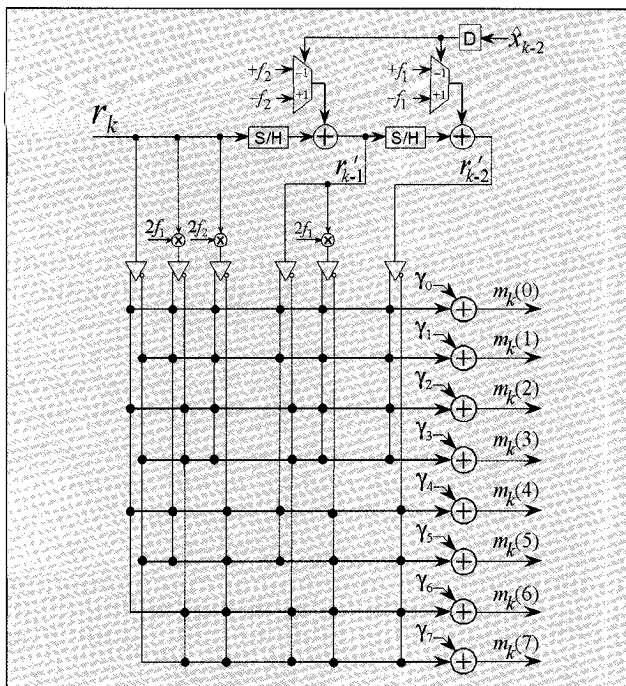 D x̂ₖ₋₂
+f₂ -1 +f₁ -1
-f₂ +1 -f₁ +1
rₖ S/H + S/H +
r'ₖ₋₁ r'ₖ₋₂
2f₁ × 2f₂ × 2f₁ ×
γ₀ + mₖ(0)
γ₁ + mₖ(1)
γ₂ + mₖ(2)
γ₃ + mₖ(3)
γ₄ + mₖ(4)
γ₅ + mₖ(5)
γ₆ + mₖ(6)
γ₇ + mₖ(7)